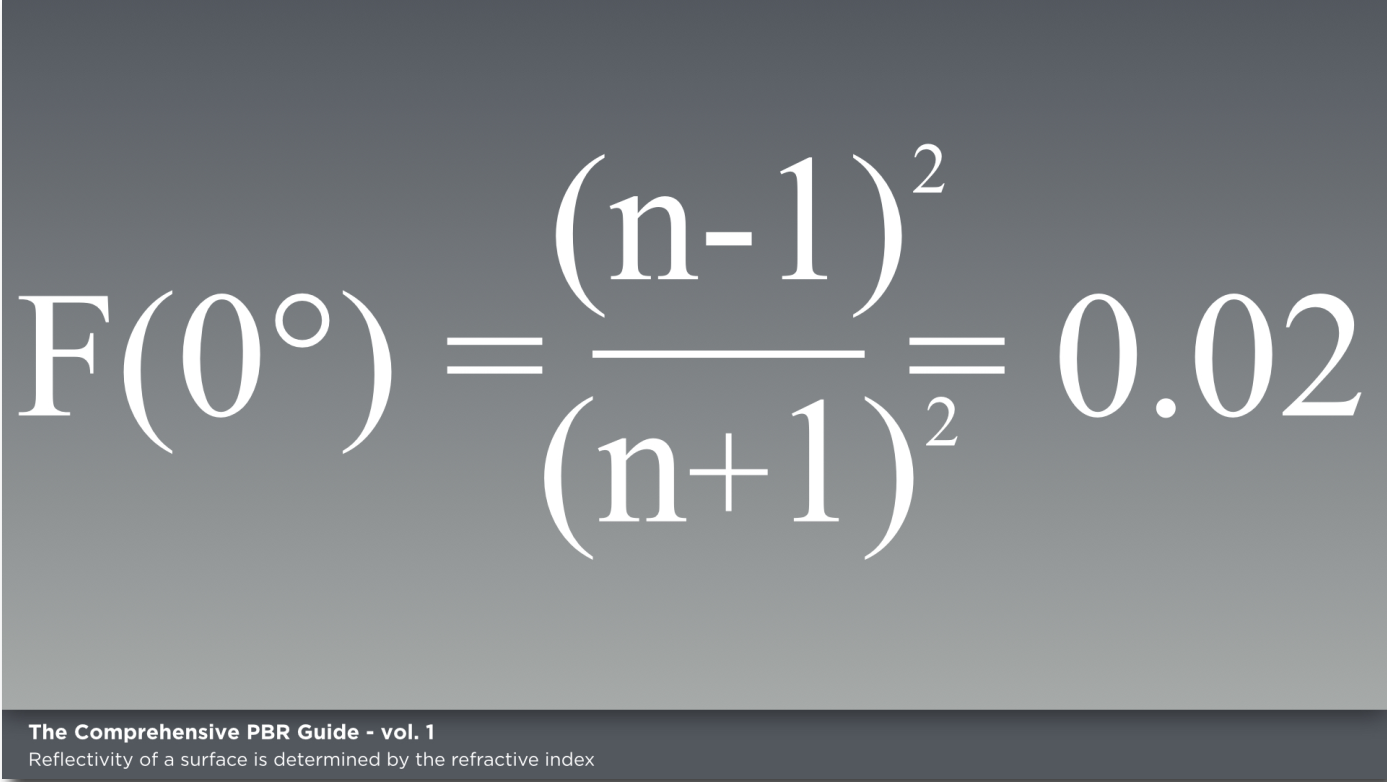 F(0°) = (n-1)² / (n+1)² = 0.02
The Comprehensive PBR Guide - vol. 1
Reflectivity of a surface is determined by the refractive index